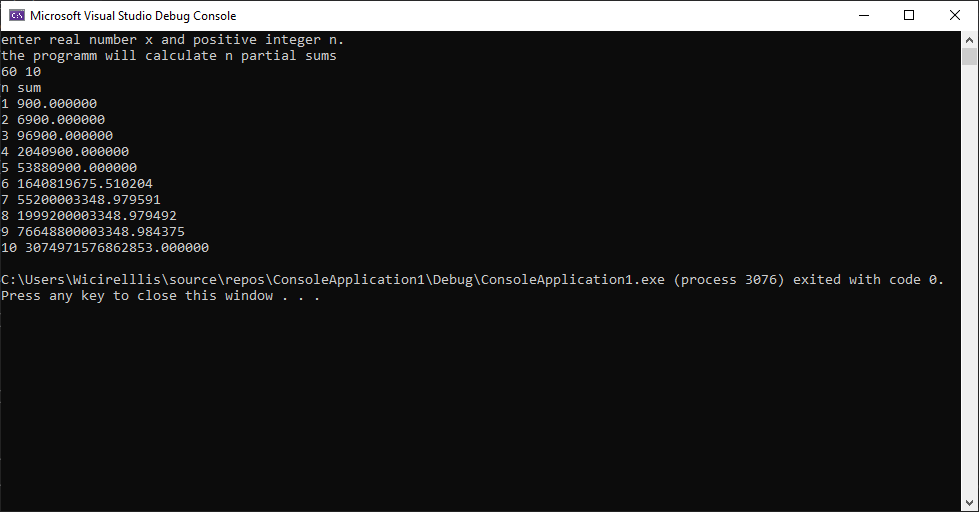 Microsoft Visual Studio Debug Console
enter real number x and positive integer n.
the programm will calculate n partial sums
60 10
n sum
1 900.000000
2 6900.000000
3 96900.000000
4 2040900.000000
5 53880900.000000
6 1640819675.510204
7 55200003348.979591
8 1999200003348.979492
9 76648800003348.984375
10 3074971576862853.000000
C:\Users\Wicirelllis\source\repos\ConsoleApplication1\Debug\ConsoleApplication1.exe (process 3076) exited with code 0.
Press any key to close this window . . .